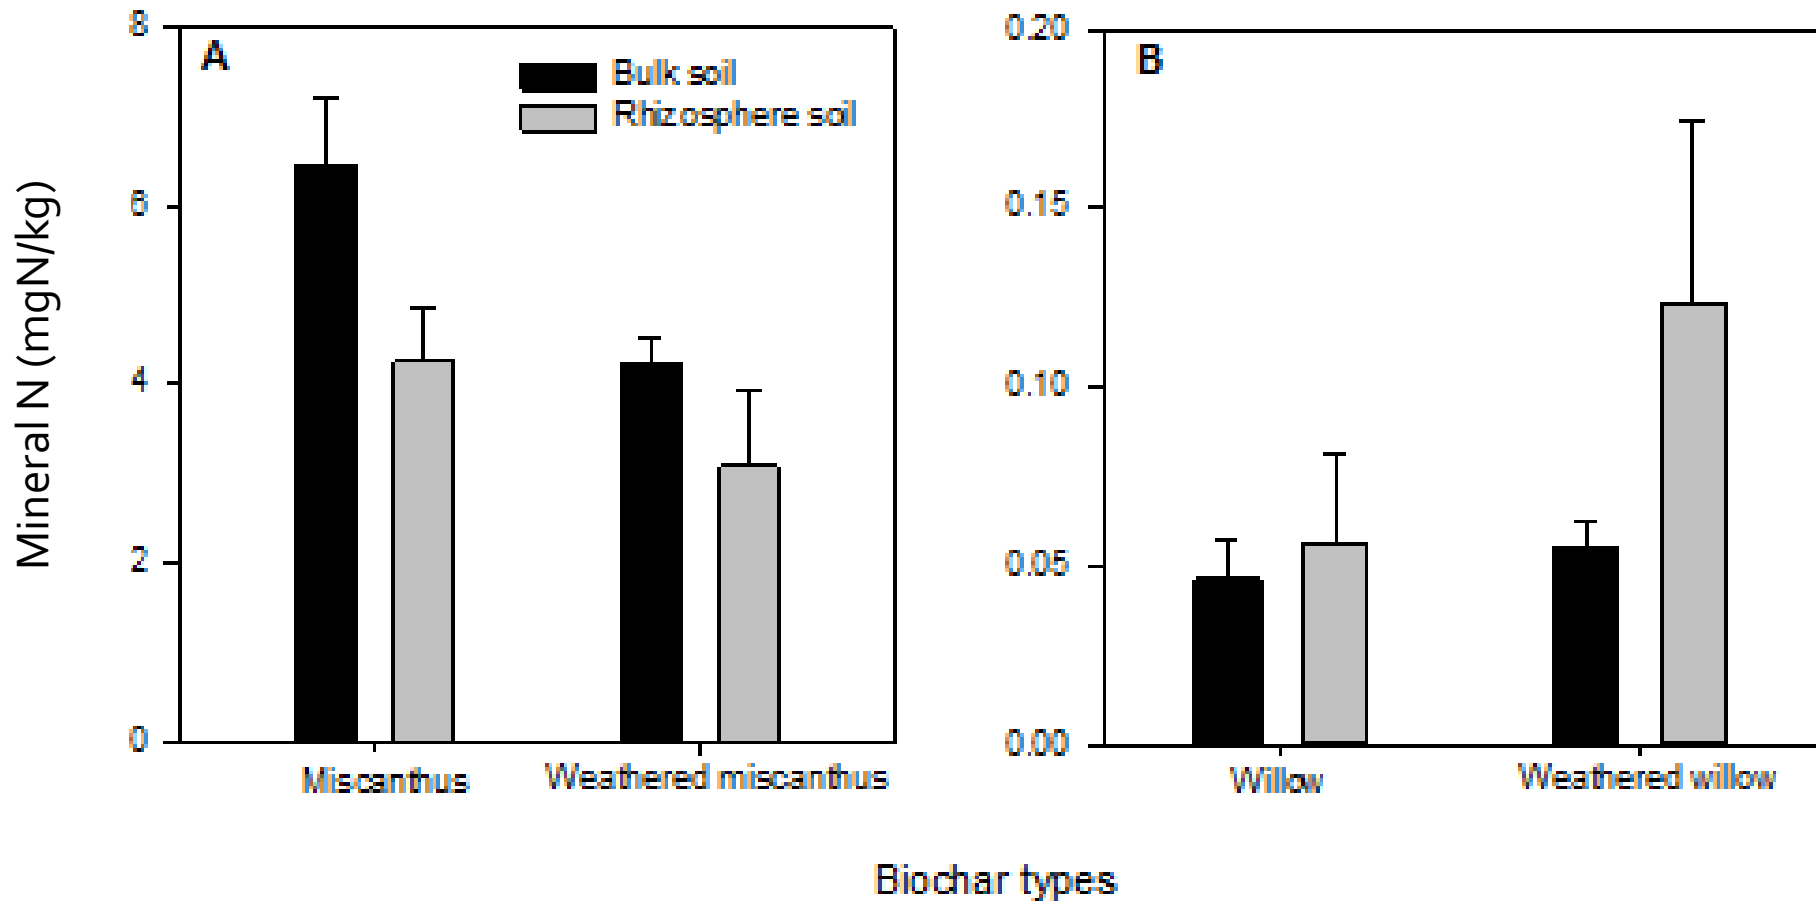 A
Bulk soil
Rhizosphere soil
8
6
4
2
0
Mineral N (mgN/kg)
Miscanthus
Weathered miscanthus
B
0.20
0.15
0.10
0.05
0.00
Willow
Weathered willow
Biochar types